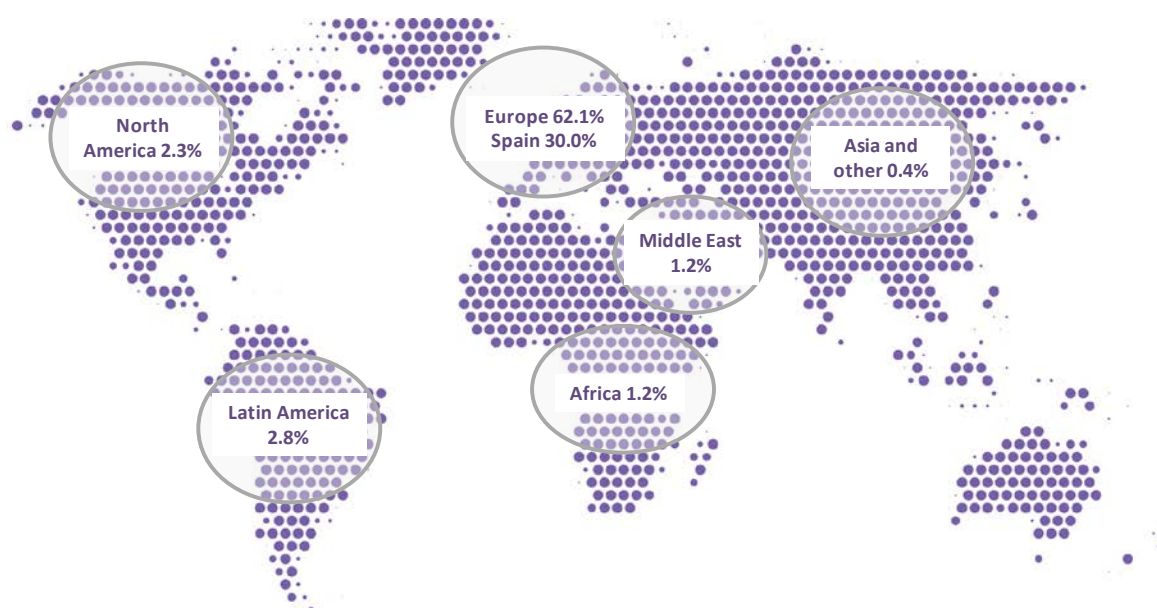 North
America 2.3%
Europe 62.1%
Spain 30.0%
Asia and
other 0.4%
Middle East
1.2%
Africa 1.2%
Latin America
2.8%